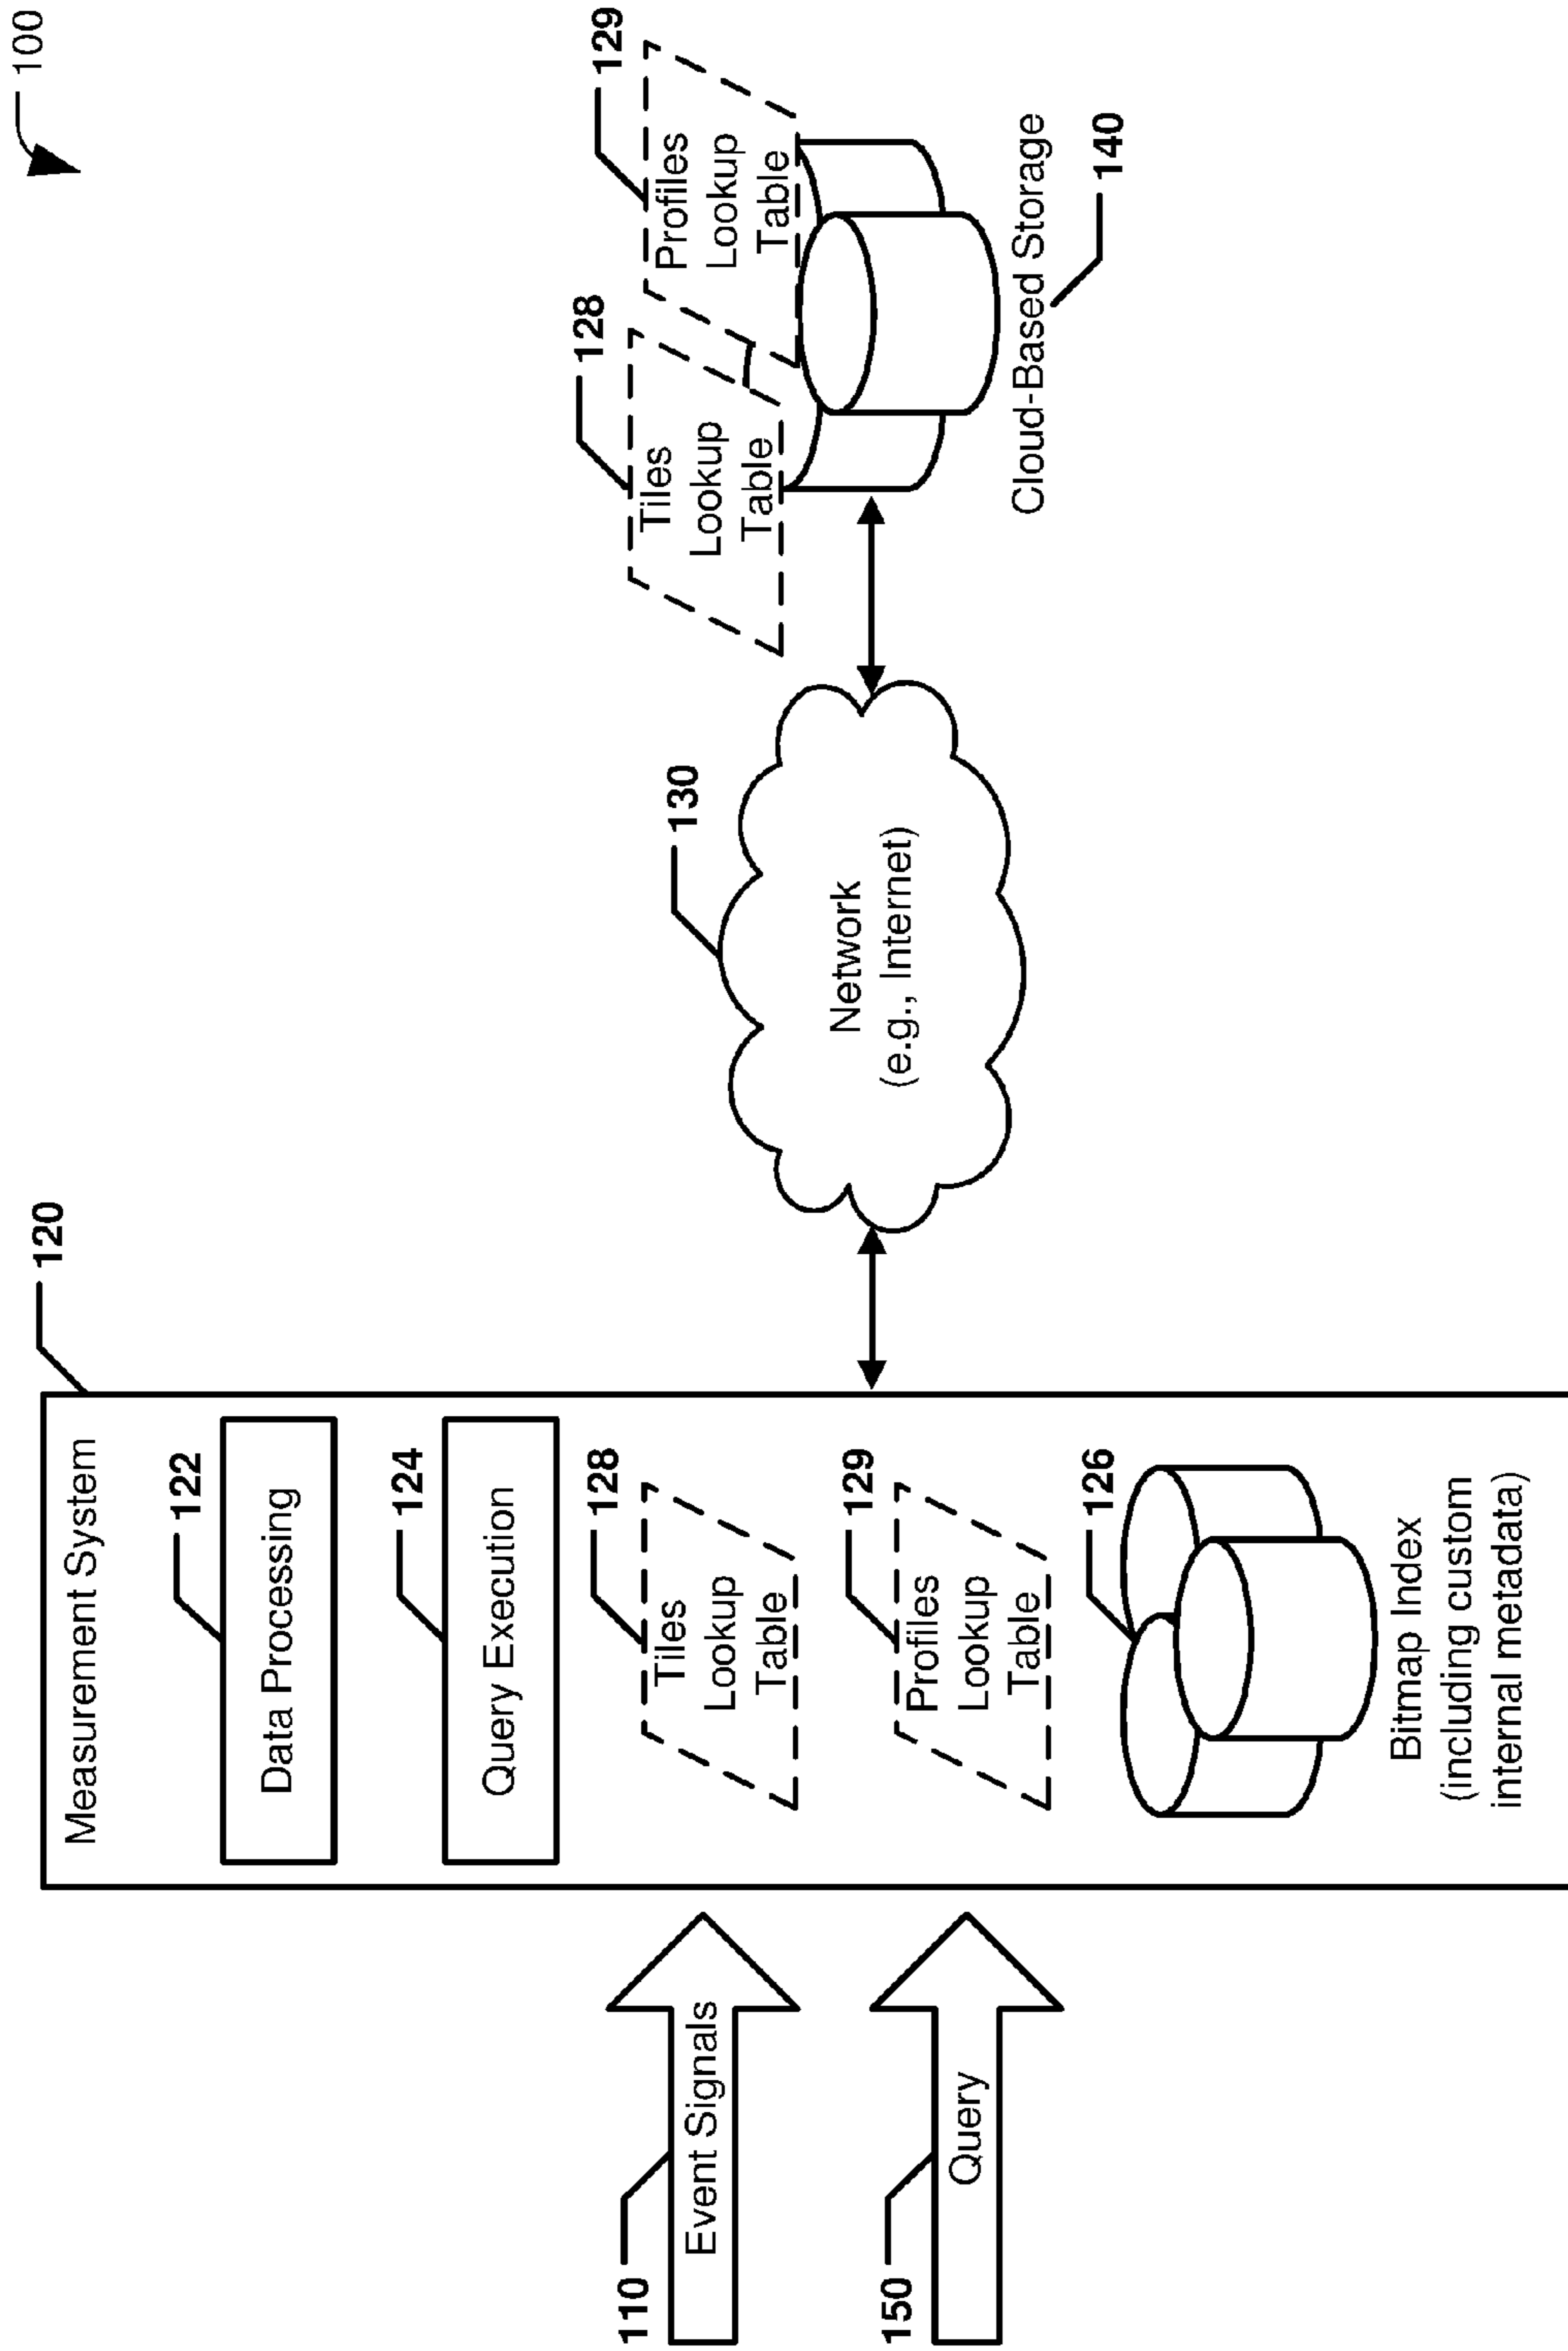 100
120
Measurement System
122
Data Processing
124
Query Execution
128
Tiles
Lookup
Table
129
Profiles
Lookup
Table
126
Bitmap Index
(including custom
internal metadata)
110
Event Signals
150
Query
130
Network
(e.g., Internet)
128
Tiles
Lookup
Table
129
Profiles
Lookup
Table
Cloud-Based Storage
140